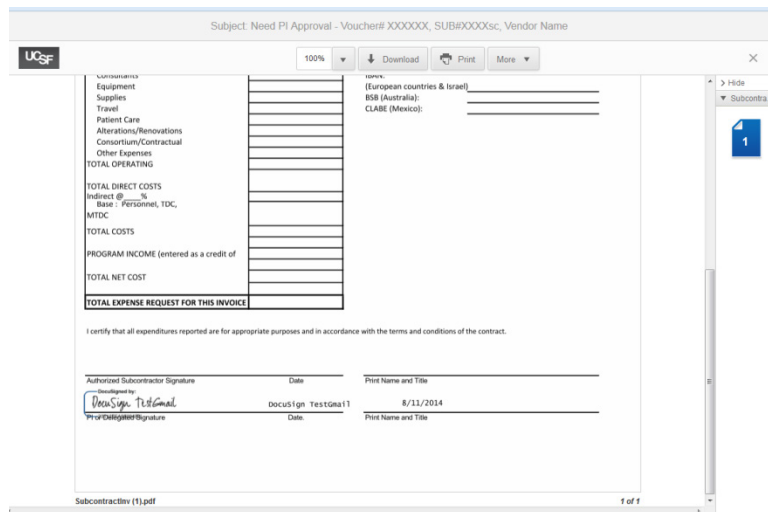 Subject: Need PI Approval - Voucher# XXXXXX, SUB#XXXXsc, Vendor Name
UCSF 100% Download Print More
Hide
Subcontra
1
Consultants IBAN:
Equipment (European countries & Israel)
Supplies BSB (Australia):
Travel CLABE (Mexico):
Patient Care
Alterations/Renovations
Consortium/Contractual
Other Expenses
TOTAL OPERATING
TOTAL DIRECT COSTS
Indirect @____%
Base : Personnel, TDC,
MTDC
TOTAL COSTS
PROGRAM INCOME (entered as a credit of
TOTAL NET COST
TOTAL EXPENSE REQUEST FOR THIS INVOICE
I certify that all expenditures reported are for appropriate purposes and in accordance with the terms and conditions of the contract.
Authorized Subcontractor Signature Date Print Name and Title
DocuSigned by:
DocuSign TestGmail DocuSign TestGmail 8/11/2014
PI or Delegated Signature Date. Print Name and Title
SubcontractInv (1).pdf 1 of 1